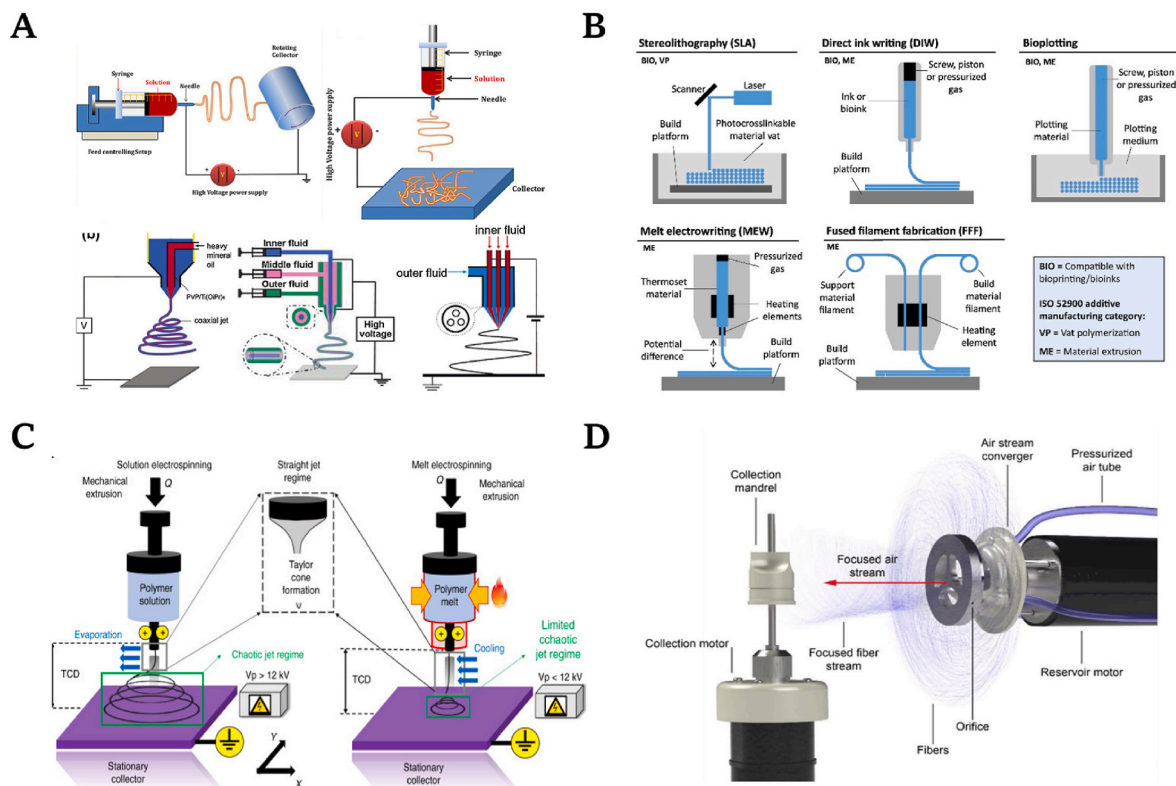 A
Syringe
Solution
Needle
Rotating
Collector
Feed controlling Setup
High Voltage power supply
V
Syringe
Solution
Needle
High Voltage power supply
+
-
V
Collector
(b)
heavy
mineral
oil
PVP/Ti(OiPr)4
coaxial jet
V
Inner fluid
Middle fluid
Outer fluid
High
voltage
inner fluid
outer fluid
B
Stereolithography (SLA)
BIO, VP
Scanner
Laser
Build
platform
Photocrosslinkable
material vat
Direct ink writing (DIW)
BIO, ME
Screw, piston
or pressurized
gas
Ink or
bioink
Build
platform
Bioplotting
BIO, ME
Screw, piston
or pressurized
gas
Plotting
material
Plotting
medium
Melt electrowriting (MEW)
ME
Pressurized
gas
Thermoset
material
Heating
elements
Potential
difference
Build
platform
Fused filament fabrication (FFF)
ME
Support
material
filament
Build
material
filament
Heating
element
Build
platform
BIO = Compatible with
bioprinting/bioinks
ISO 52900 additive
manufacturing category:
VP = Vat polymerization
ME = Material extrusion
C
Solution electrospinning
Mechanical
extrusion
Q
Polymer
solution
Evaporation
TCD
Chaotic jet regime
Vp > 12 kV
Stationary
collector
Straight jet
regime
Taylor
cone
formation
υ
Y
X
Melt electrospinning
Q
Mechanical
extrusion
Polymer
melt
Cooling
TCD
Limited
cchaotic
jet regime
Vp < 12 kV
Stationary
collector
D
Collection
mandrel
Air stream
converger
Pressurized
air tube
Focused air
stream
Collection motor
Focused fiber
stream
Reservoir motor
Orifice
Fibers